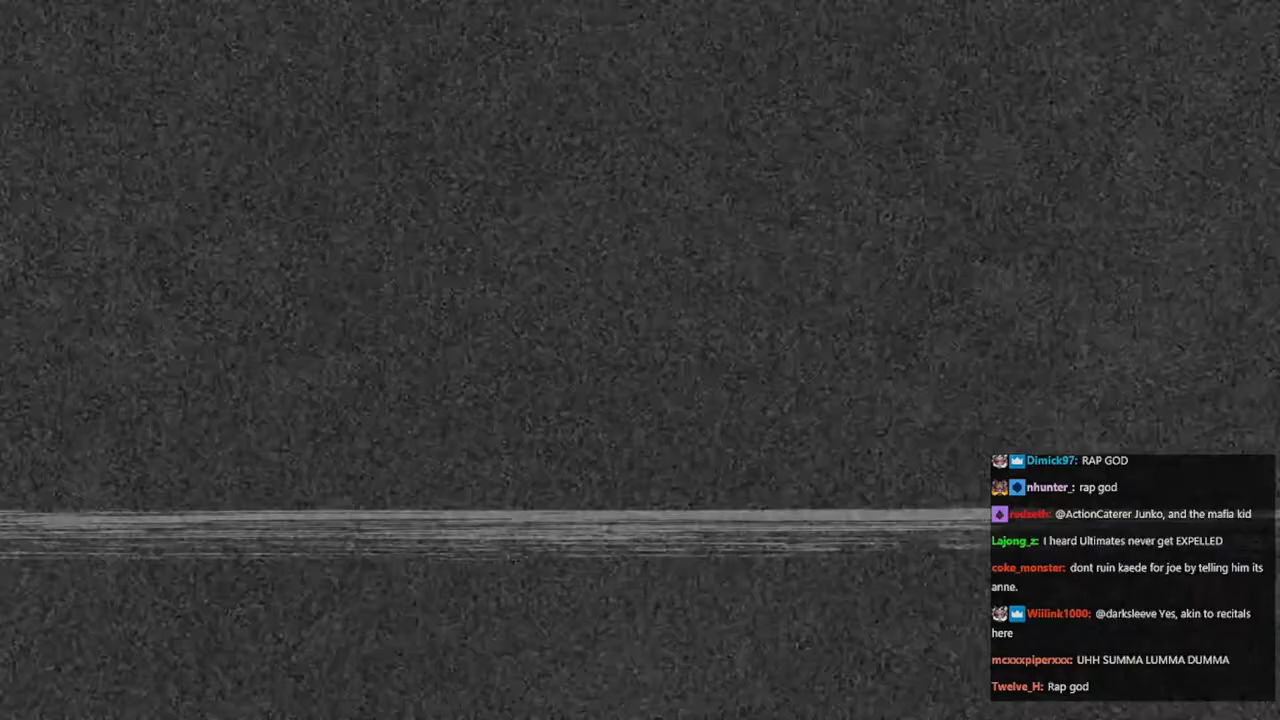 Dimick97: RAP GOD
nhunter_: rap god
rodzeth: @ActionCaterer Junko, and the mafia kid
Lajong_z: I heard Ultimates never get EXPELLED
coke_monster: dont ruin kaede for joe by telling him its
anne.
Wiilink1000: @darksleeve Yes, akin to recitals
here
mcxxxpiperxxx: UHH SUMMA LUMMA DUMMA
Twelve_H: Rap god